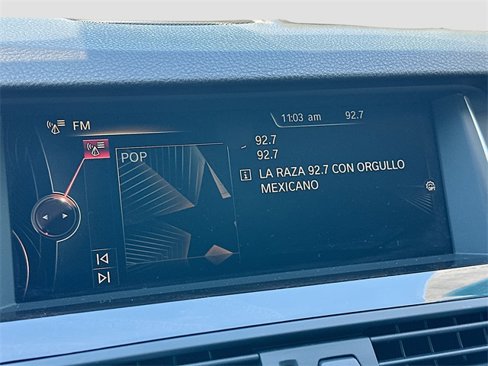 FM
11:03 am 92.7
POP
92.7
92.7
LA RAZA 92.7 CON ORGULLO
MEXICANO